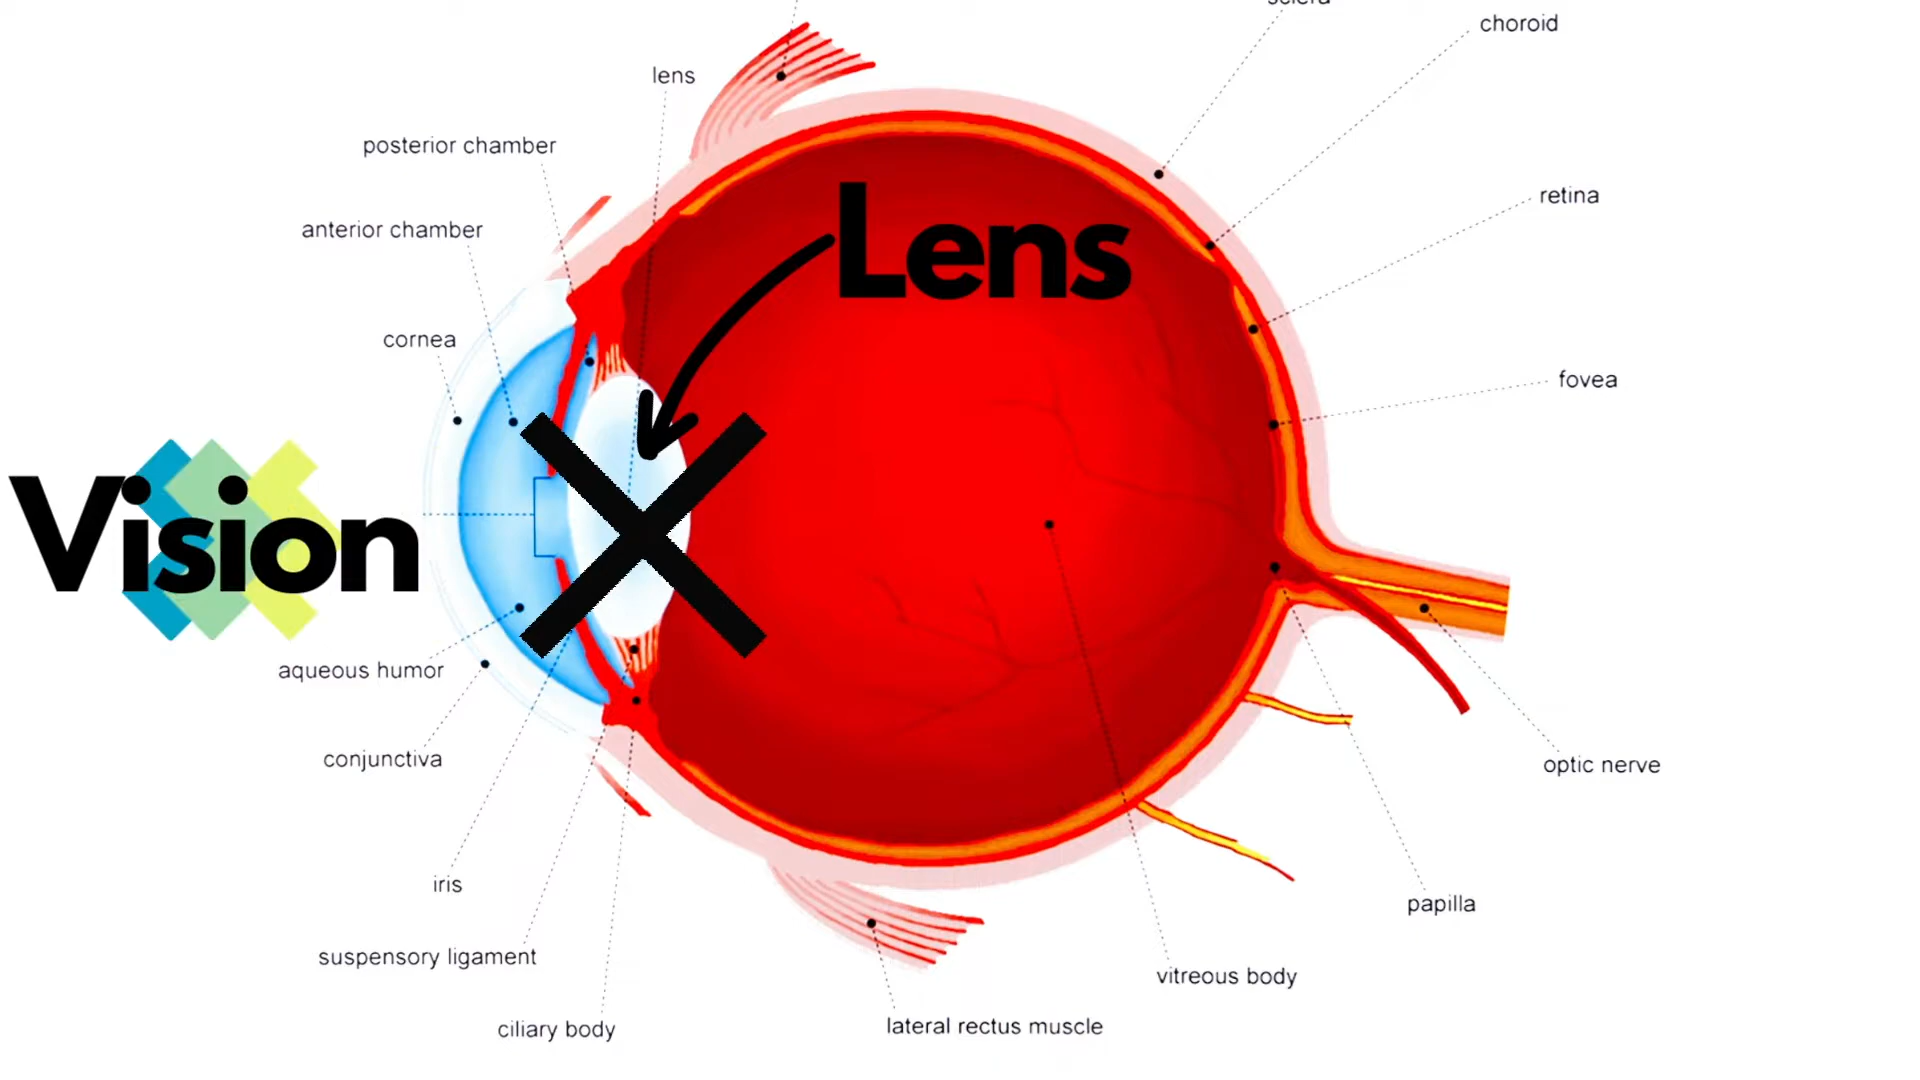 sclera
choroid
lens
posterior chamber
retina
Lens
anterior chamber
cornea
fovea
Vision
aqueous humor
conjunctiva
optic nerve
iris
papilla
suspensory ligament
vitreous body
ciliary body
lateral rectus muscle